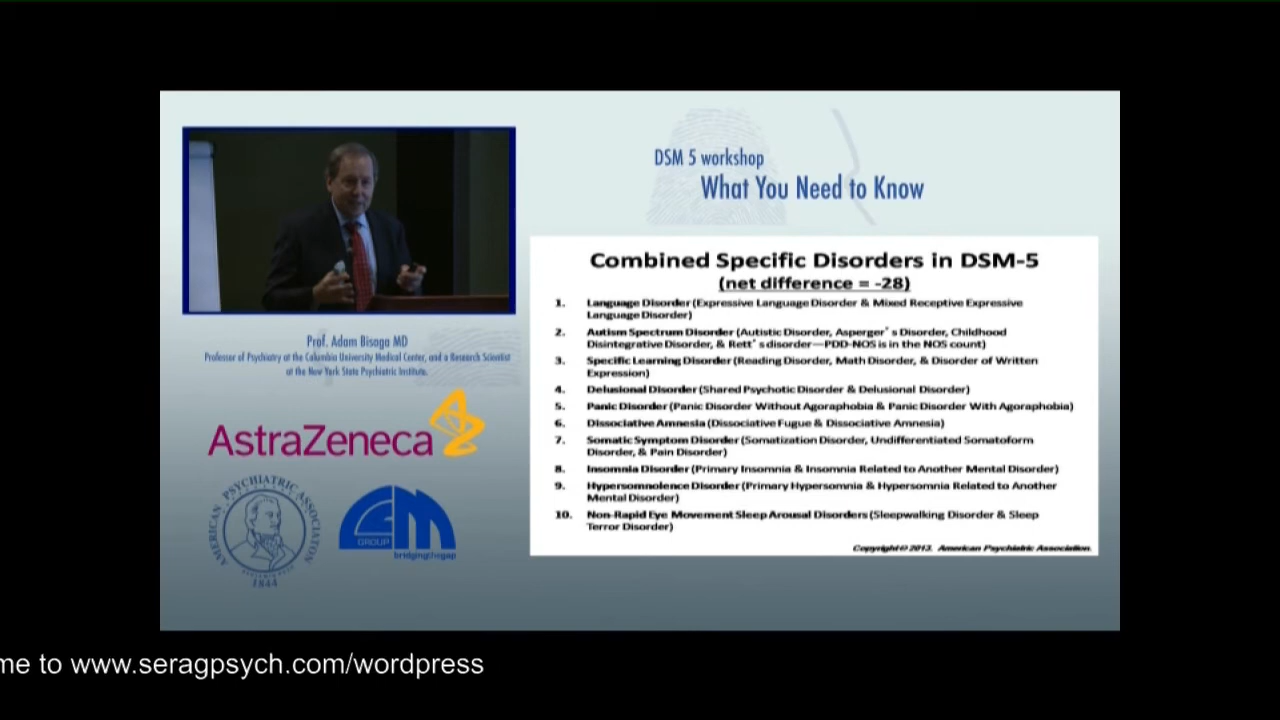 DSM 5 workshop
What You Need to Know
Combined Specific Disorders in DSM-5
(net difference = -28)
1. Language Disorder (Expressive Language Disorder & Mixed Receptive Expressive
Language Disorder)
2. Autism Spectrum Disorder (Autistic Disorder, Asperger's Disorder, Childhood
Disintegrative Disorder, & Rett's disorder—PDD-NOS is in the NOS count)
3. Specific Learning Disorder (Reading Disorder, Math Disorder, & Disorder of Written
Expression)
4. Delusional Disorder (Shared Psychotic Disorder & Delusional Disorder)
5. Panic Disorder (Panic Disorder Without Agoraphobia & Panic Disorder With Agoraphobia)
6. Dissociative Amnesia (Dissociative Fugue & Dissociative Amnesia)
7. Somatic Symptom Disorder (Somatization Disorder, Undifferentiated Somatoform
Disorder, & Pain Disorder)
8. Insomnia Disorder (Primary Insomnia & Insomnia Related to Another Mental Disorder)
9. Hypersomnolence Disorder (Primary Hypersomnia & Hypersomnia Related to Another
Mental Disorder)
10. Non-Rapid Eye Movement Sleep Arousal Disorders (Sleepwalking Disorder & Sleep
Terror Disorder)
Copyright © 2013. American Psychiatric Association.
Prof. Adam Bisaga MD
Professor of Psychiatry at the Columbia University Medical Center, and a Research Scientist
at the New York State Psychiatric Institute.
AstraZeneca
AMERICAN PSYCHIATRIC ASSOCIATION
1844
GROUP
bridging the gap
me to www.seragpsych.com/wordpress